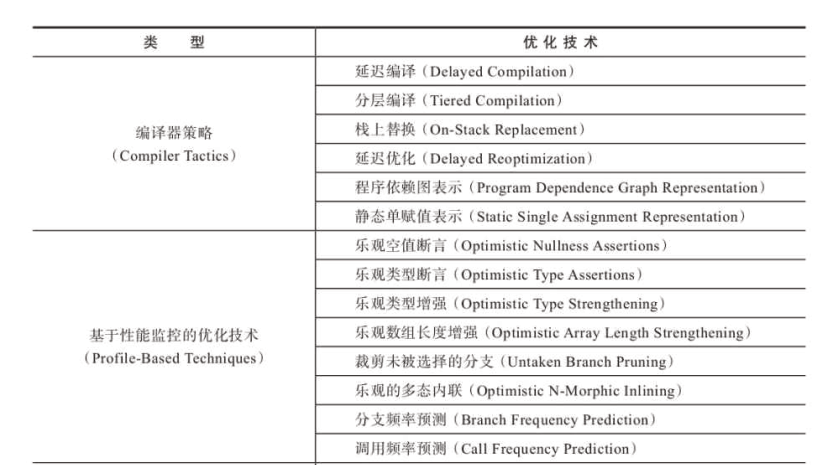 类 型 优化技术
延迟编译（Delayed Compilation）
分层编译（Tiered Compilation）
编译器策略
（Compiler Tactics）
栈上替换（On-Stack Replacement）
延迟优化（Delayed Reoptimization）
程序依赖图表示（Program Dependence Graph Representation）
静态单赋值表示（Static Single Assignment Representation）
乐观空值断言（Optimistic Nullness Assertions）
乐观类型断言（Optimistic Type Assertions）
乐观类型增强（Optimistic Type Strengthening）
基于性能监控的优化技术
（Profile-Based Techniques）
乐观数组长度增强（Optimistic Array Length Strengthening）
裁剪未被选择的分支（Untaken Branch Pruning）
乐观的多态内联（Optimistic N-Morphic Inlining）
分支频率预测（Branch Frequency Prediction）
调用频率预测（Call Frequency Prediction）